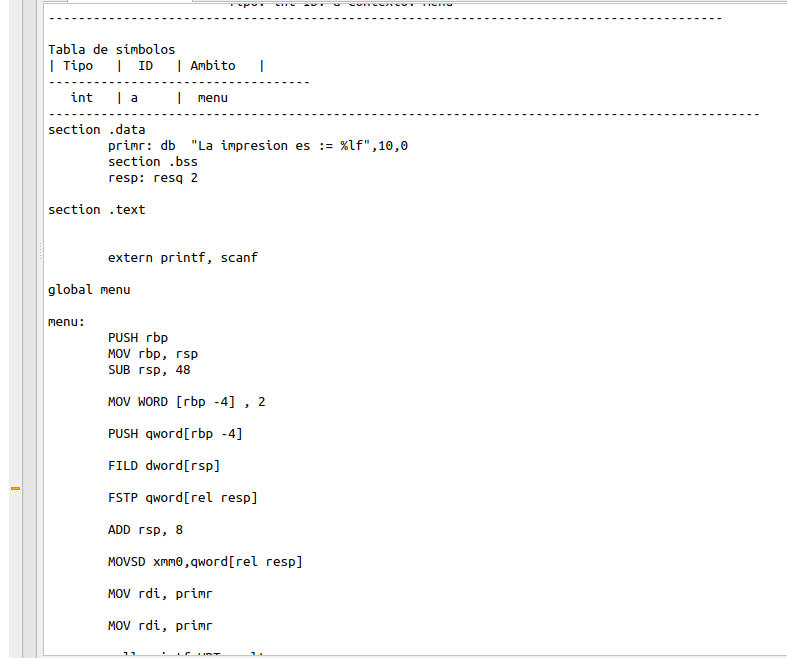 -----------------------------------------------------------------------------------------
Tabla de simbolos
| Tipo   |  ID   | Ambito   |
-----------------------------------
   int   | a     |  menu
-----------------------------------------------------------------------------------------------
section .data
        primr: db  "La impresion es := %lf",10,0
        section .bss
        resp: resq 2
section .text
        extern printf, scanf
global menu
menu:
        PUSH rbp
        MOV rbp, rsp
        SUB rsp, 48
        MOV WORD [rbp -4] , 2
        PUSH qword[rbp -4]
        FILD dword[rsp]
        FSTP qword[rel resp]
        ADD rsp, 8
        MOVSD xmm0,qword[rel resp]
        MOV rdi, primr
        MOV rdi, primr